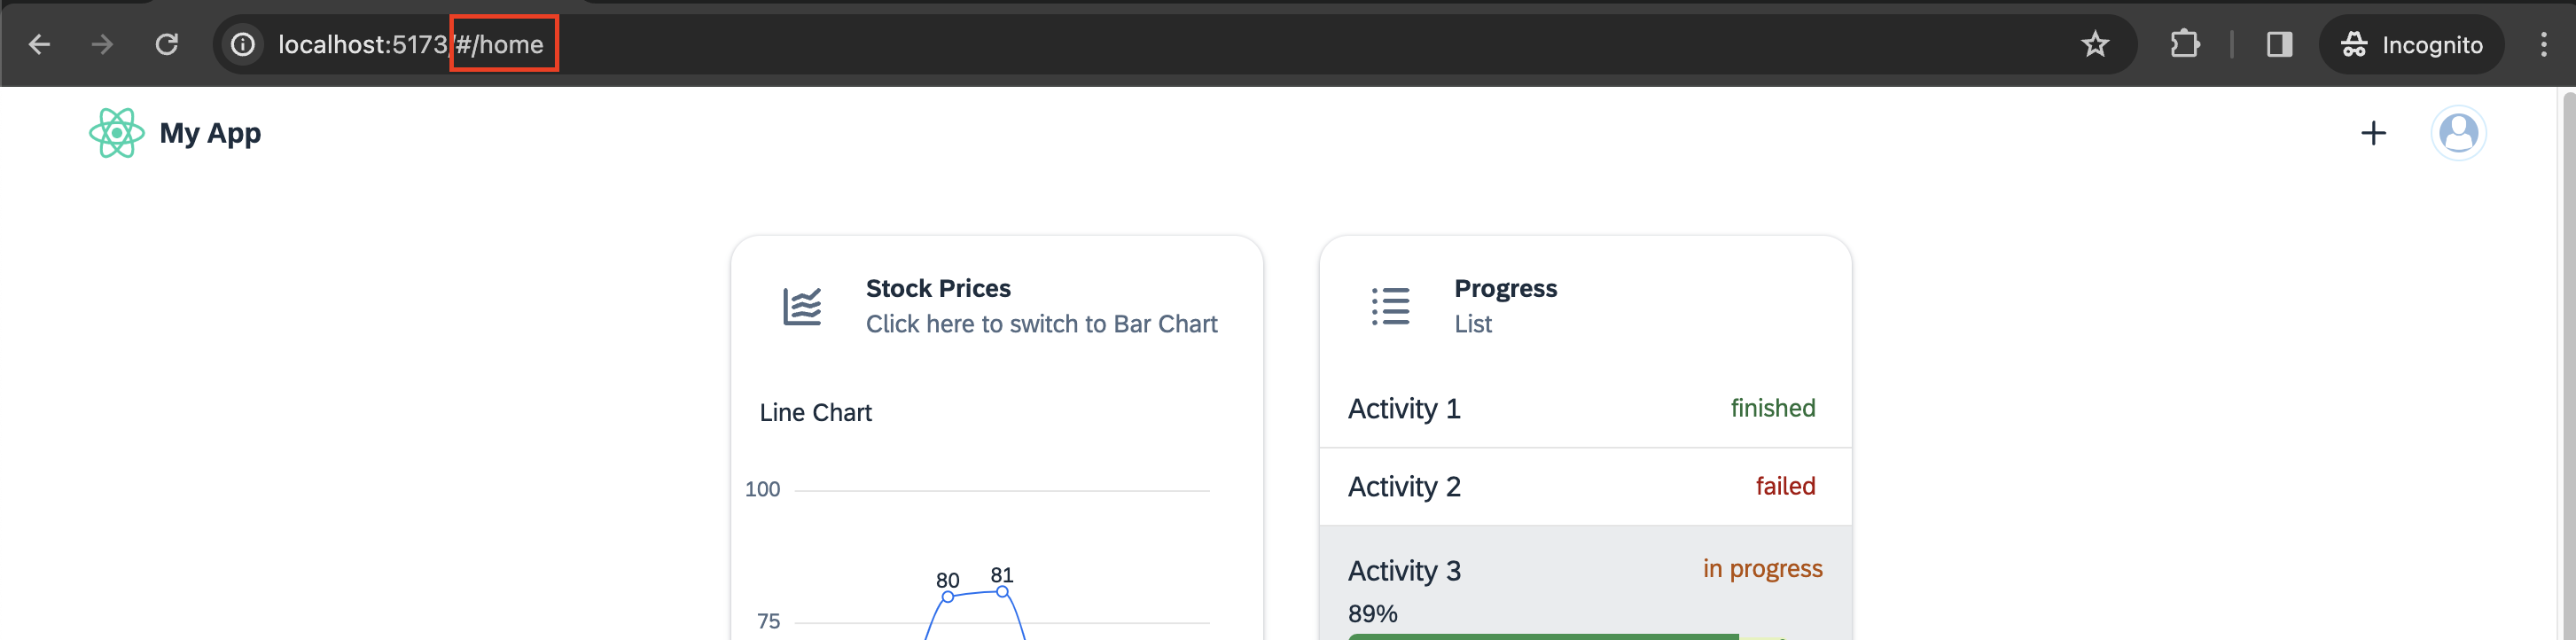 localhost:5173/#/home
Incognito
My App
Stock Prices
Click here to switch to Bar Chart
Line Chart
100
80
81
75
Progress
List
Activity 1 finished
Activity 2 failed
Activity 3 in progress
89%